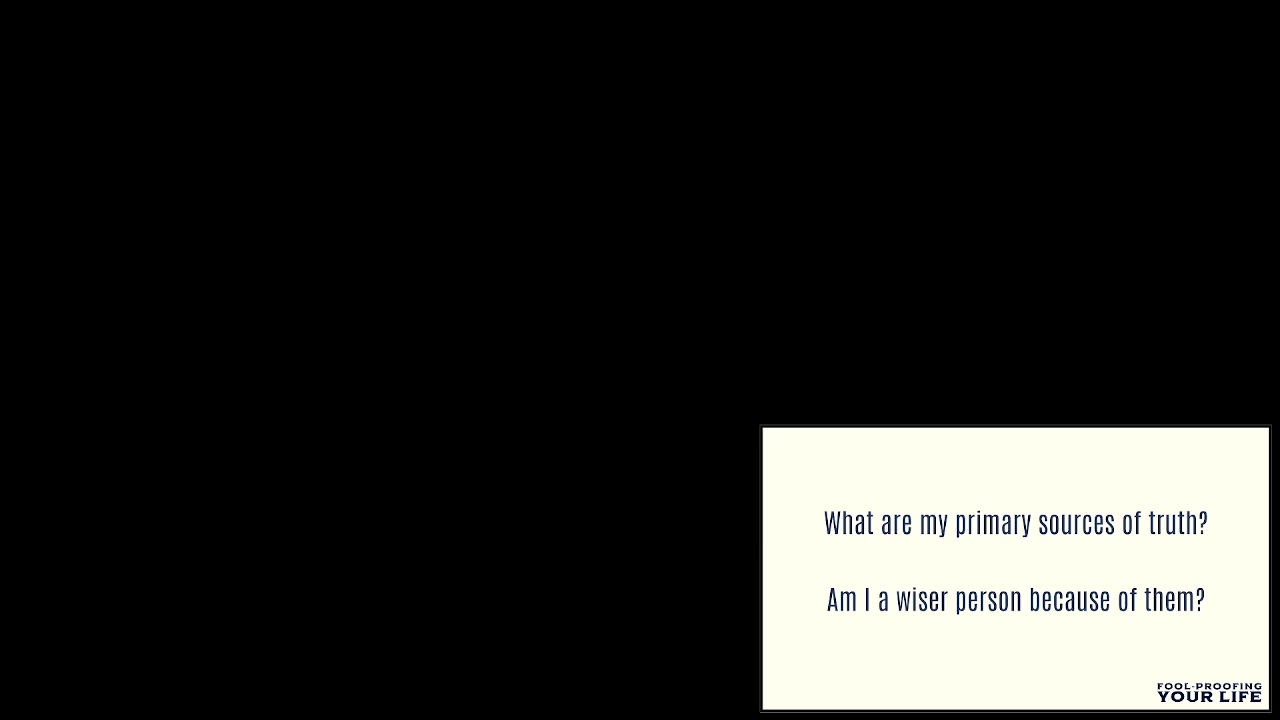 What are my primary sources of truth?
Am I a wiser person because of them?
FOOL-PROOFING
YOUR LIFE